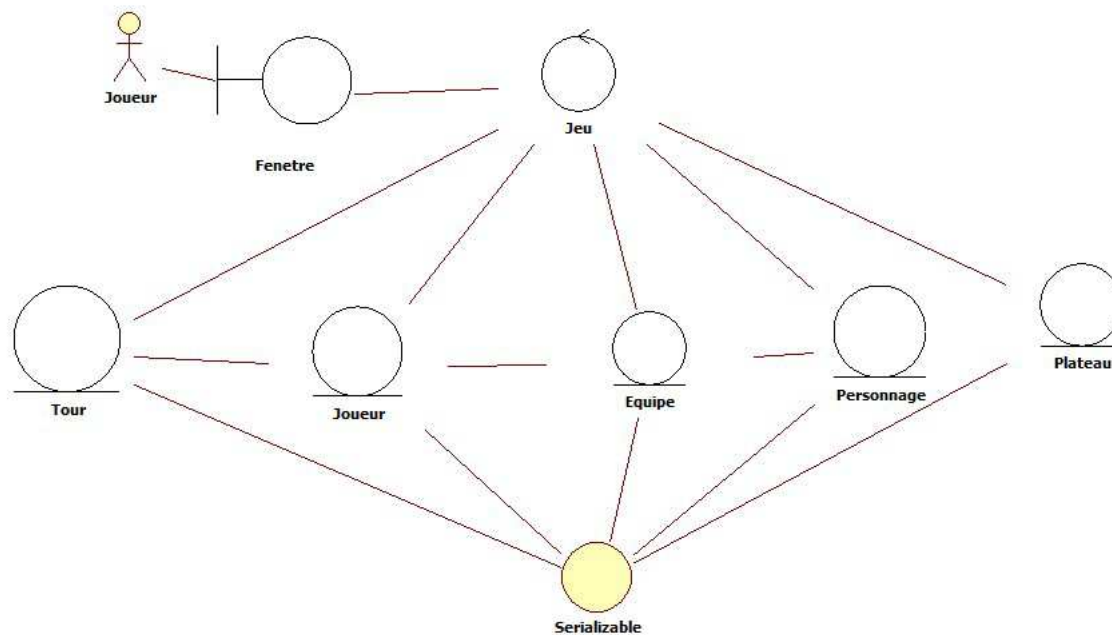 Joueur
Fenetre
Jeu
Tour
Joueur
Equipe
Personnage
Plateau
Serializable